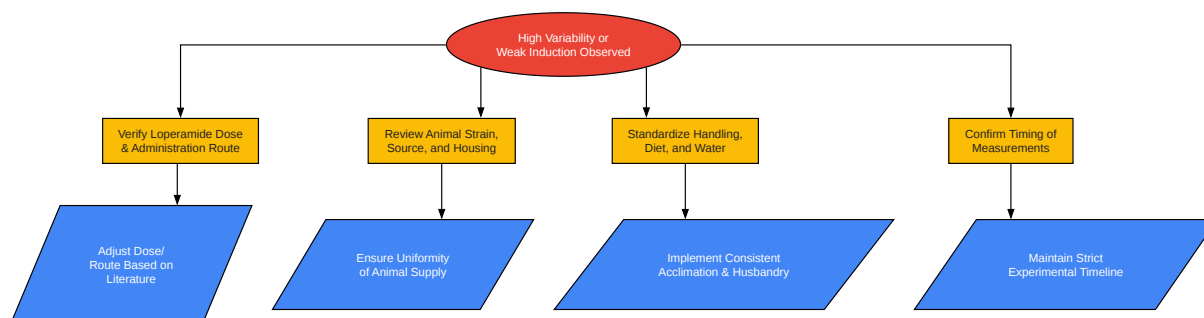 High Variability or
Weak Induction Observed
Verify Loperamide Dose
& Administration Route
Review Animal Strain,
Source, and Housing
Standardize Handling,
Diet, and Water
Confirm Timing of
Measurements
Adjust Dose/
Route Based on
Literature
Ensure Uniformity
of Animal Supply
Implement Consistent
Acclimation & Husbandry
Maintain Strict
Experimental Timeline